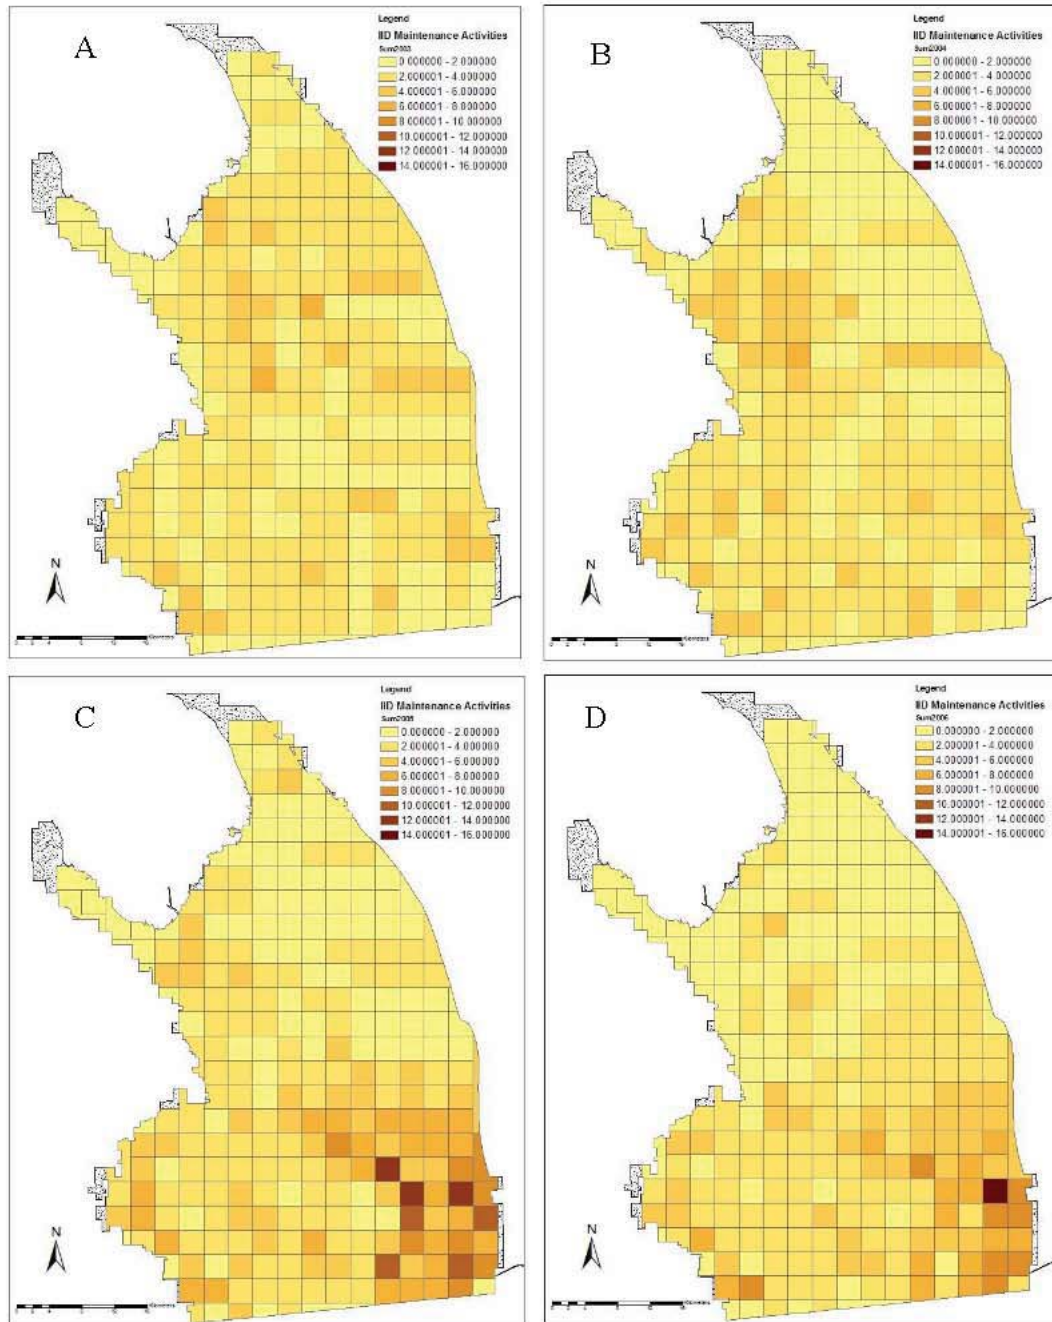 A
Legend
IID Maintenance Activities
Sum2003
0.000000 - 2.000000
2.000001 - 4.000000
4.000001 - 6.000000
6.000001 - 8.000000
8.000001 - 10.000000
10.000001 - 12.000000
12.000001 - 14.000000
14.000001 - 16.000000
N
B
Legend
IID Maintenance Activities
Sum2004
0.000000 - 2.000000
2.000001 - 4.000000
4.000001 - 6.000000
6.000001 - 8.000000
8.000001 - 10.000000
10.000001 - 12.000000
12.000001 - 14.000000
14.000001 - 16.000000
N
C
Legend
IID Maintenance Activities
Sum2005
0.000000 - 2.000000
2.000001 - 4.000000
4.000001 - 6.000000
6.000001 - 8.000000
8.000001 - 10.000000
10.000001 - 12.000000
12.000001 - 14.000000
14.000001 - 16.000000
N
D
Legend
IID Maintenance Activities
Sum2006
0.000000 - 2.000000
2.000001 - 4.000000
4.000001 - 6.000000
6.000001 - 8.000000
8.000001 - 10.000000
10.000001 - 12.000000
12.000001 - 14.000000
14.000001 - 16.000000
N